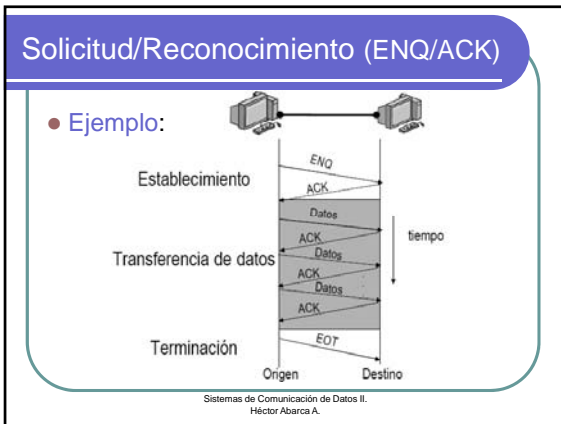 Solicitud/Reconocimiento (ENQ/ACK)
Ejemplo:
ENQ
Establecimiento
ACK
Datos
tiempo
ACK
Datos
Transferencia de datos
ACK
Datos
ACK
Terminación
EOT
Origen
Destino
Sistemas de Comunicación de Datos II.
Héctor Abarca A.